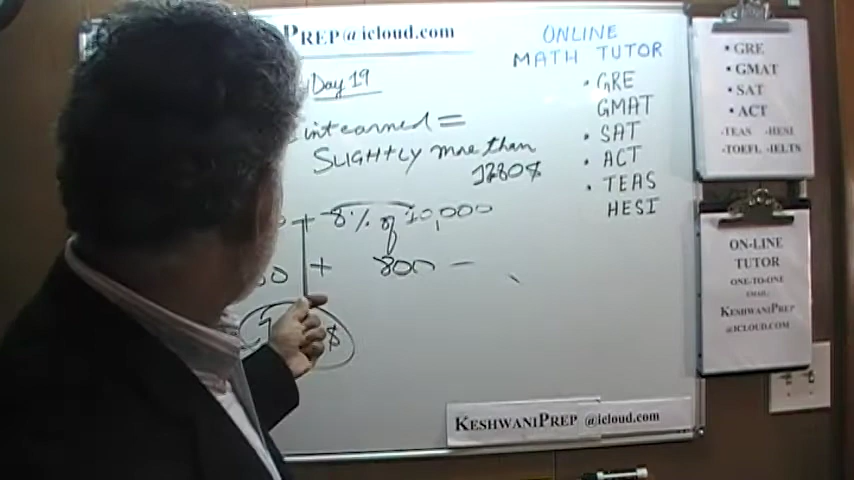 PREP@icloud.com
Day 19
int earned =
SLIGHTLY more than
1280$
+ 8% of 10,000
+ 800 -
$
ONLINE
MATH TUTOR
• GRE
GMAT
• SAT
• ACT
• TEAS
HESI
• GRE
• GMAT
• SAT
• ACT
-TEAS -HESI
-TOEFL -IELTS
ON-LINE
TUTOR
ONE-TO-ONE
EMAIL:
KESHWANIPREP
@ICLOUD.COM
KESHWANIPREP @icloud.com